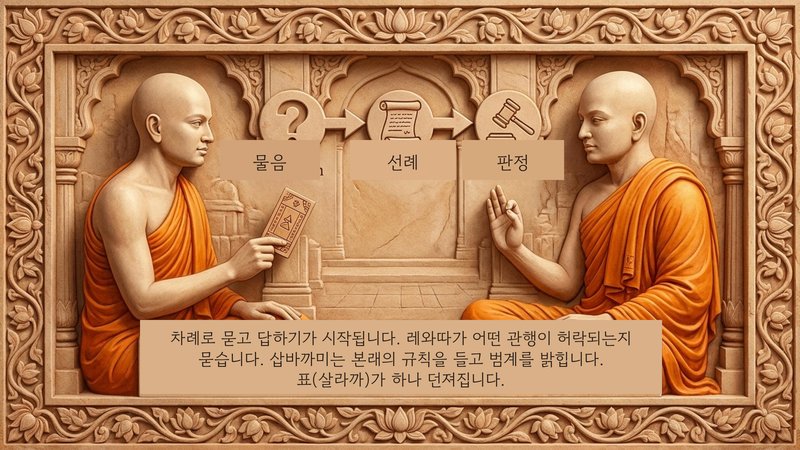 물음
선례
판정
차례로 묻고 답하기가 시작됩니다. 레와따가 어떤 관행이 허락되는지
묻습니다. 삽바까미는 본래의 규칙을 들고 범계를 밝힙니다.
표(살라까)가 하나 던져집니다.